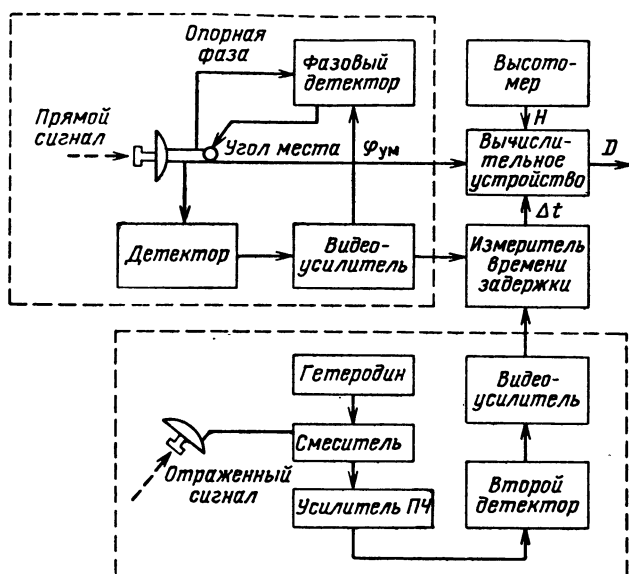 Опорная
фаза
Фазовый
детектор
Высото-
мер
Прямой
сигнал
H
Угол места
φум
Вычисли-
тельное
устройство
D
Δt
Детектор
Видео-
усилитель
Измеритель
времени
задержки
Гетеродин
Видео-
усилитель
Смеситель
Отраженный
сигнал
Усилитель ПЧ
Второй
детектор